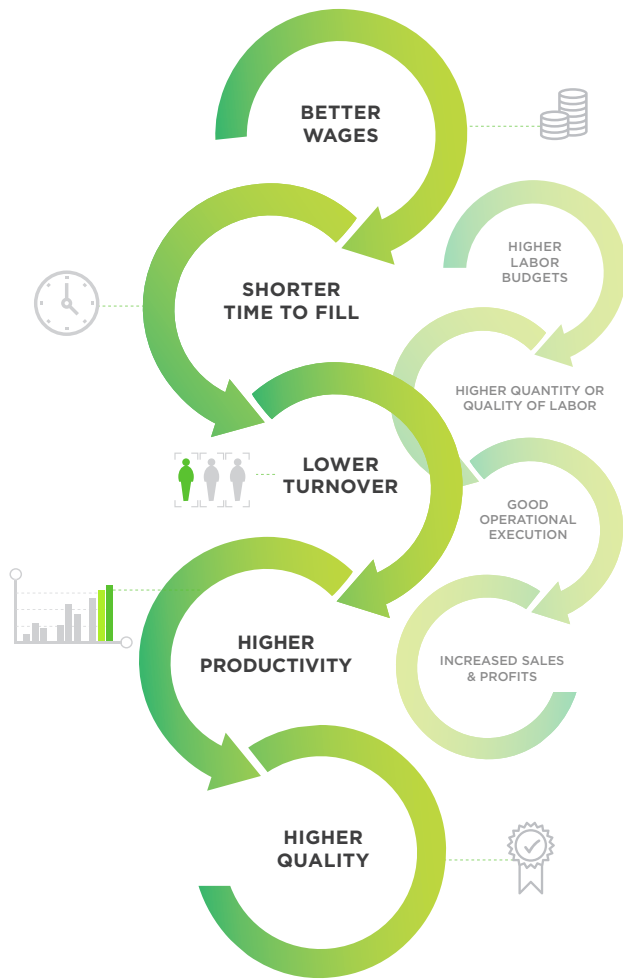 BETTER
WAGES
SHORTER
TIME TO FILL
LOWER
TURNOVER
HIGHER
PRODUCTIVITY
HIGHER
QUALITY
HIGHER
LABOR
BUDGETS
HIGHER QUANTITY OR
QUALITY OF LABOR
GOOD
OPERATIONAL
EXECUTION
INCREASED SALES
& PROFITS